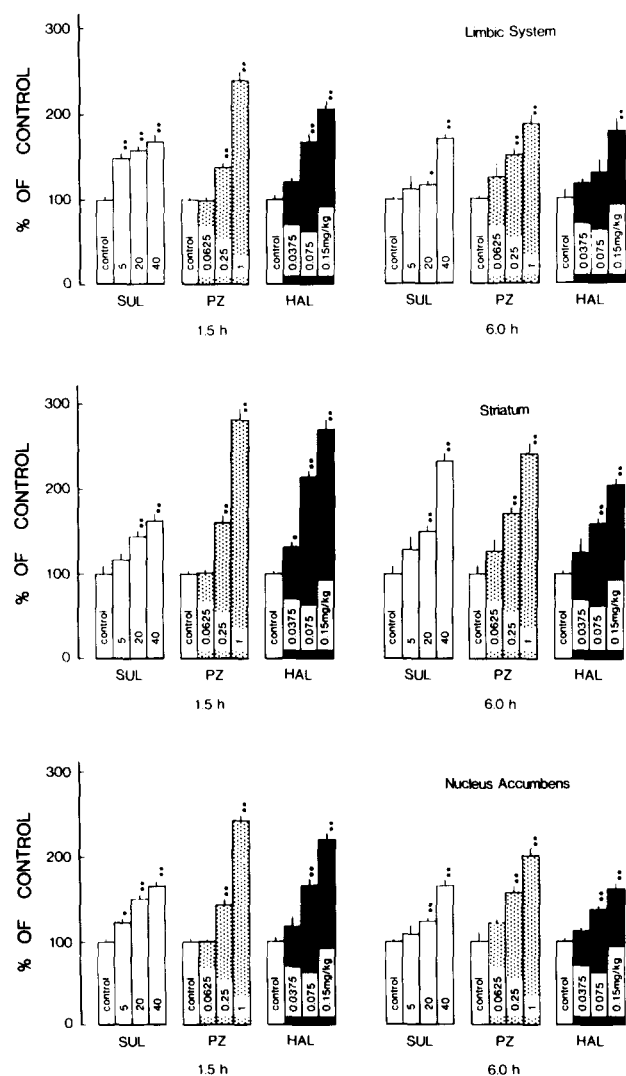 Limbic System
% OF CONTROL
300
200
100
0
control
5
20
40
control
0.0625
0.25
1
control
0.0375
0.075
0.15mg/kg
control
5
20
40
control
0.0625
0.25
1
control
0.0375
0.075
0.15mg/kg
SUL PZ HAL SUL PZ HAL
1.5 h 6.0 h
Striatum
% OF CONTROL
300
200
100
0
control
5
20
40
control
0.0625
0.25
1
control
0.0375
0.075
0.15mg/kg
control
5
20
40
control
0.0625
0.25
1
control
0.0375
0.075
0.15mg/kg
SUL PZ HAL SUL PZ HAL
1.5 h 6.0 h
Nucleus Accumbens
% OF CONTROL
300
200
100
0
control
5
20
40
control
0.0625
0.25
1
control
0.0375
0.075
0.15mg/kg
control
5
20
40
control
0.0625
0.25
1
control
0.0375
0.075
0.15mg/kg
SUL PZ HAL SUL PZ HAL
1.5 h 6.0 h